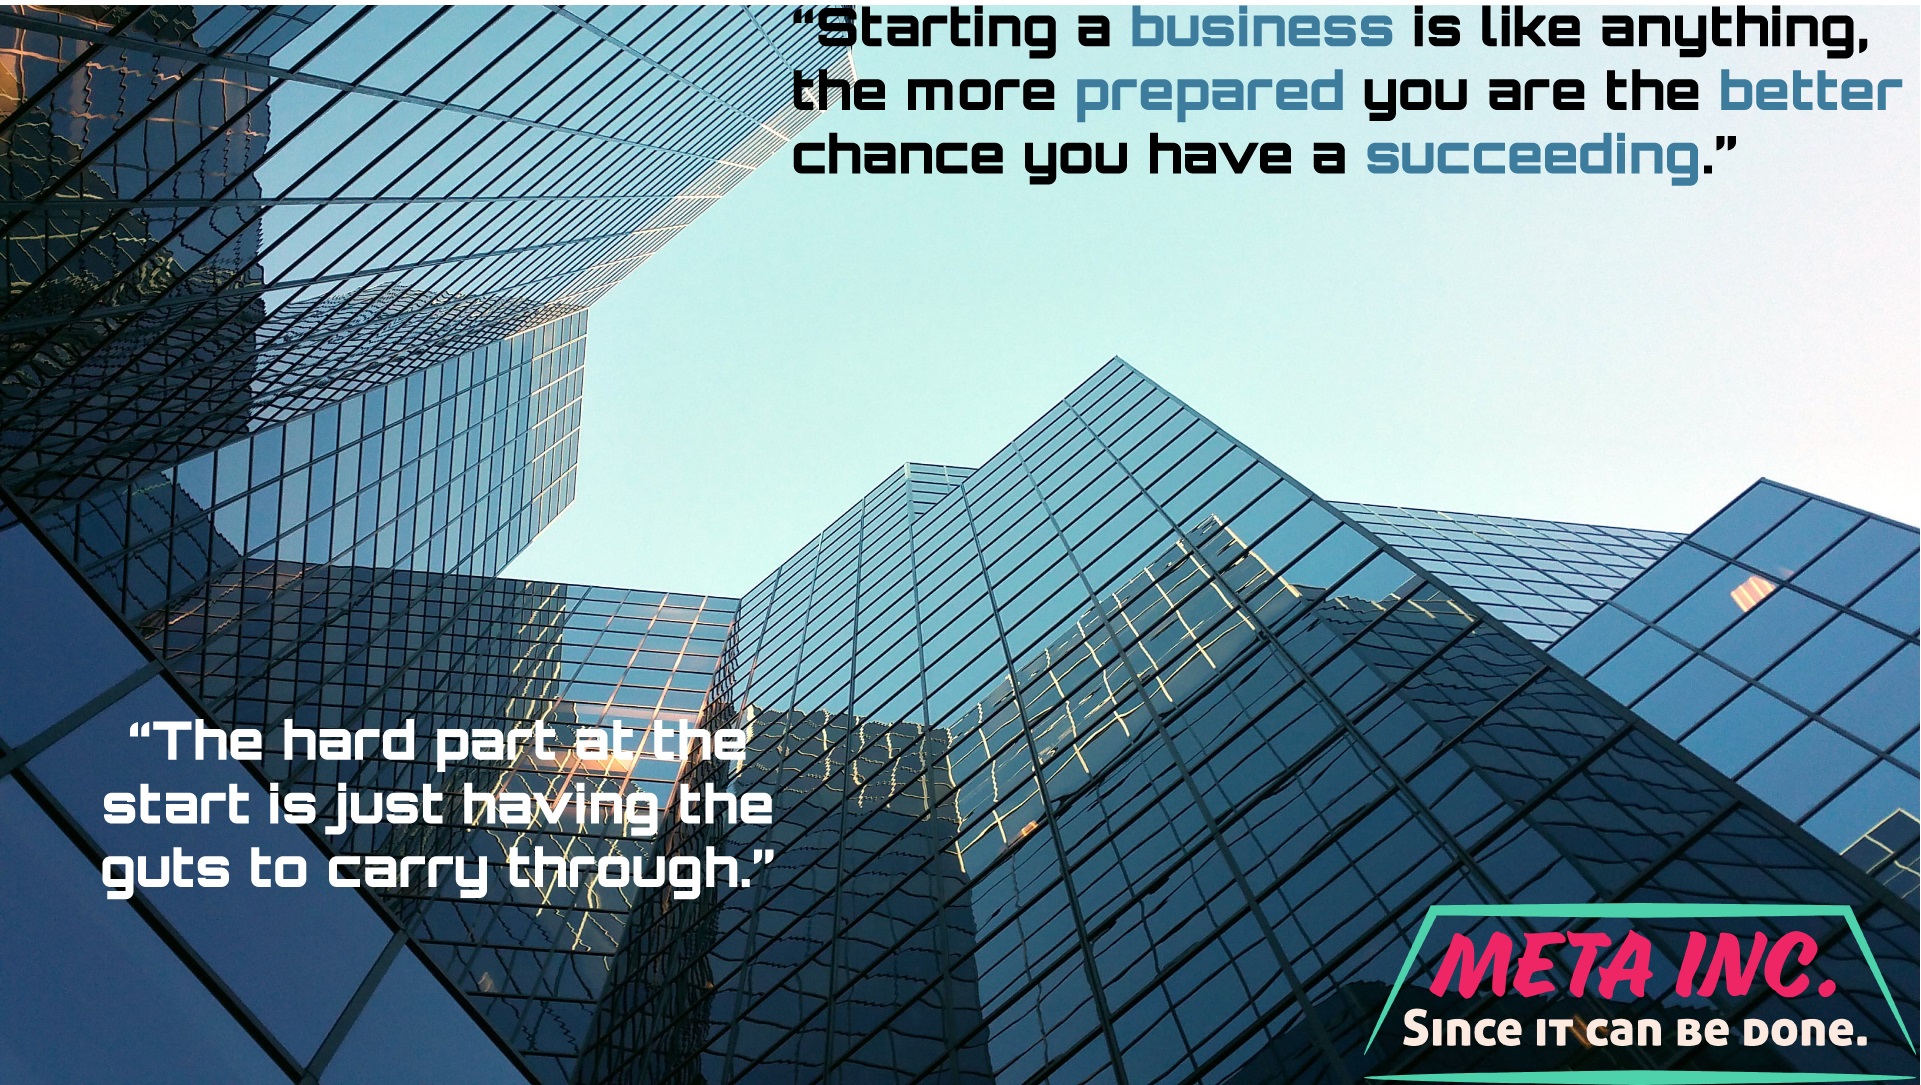 “Starting a business is like anything,
the more prepared you are the better
chance you have a succeeding.”
“The hard part at the
start is just having the
guts to carry through.”
META INC.
Since it can be done.